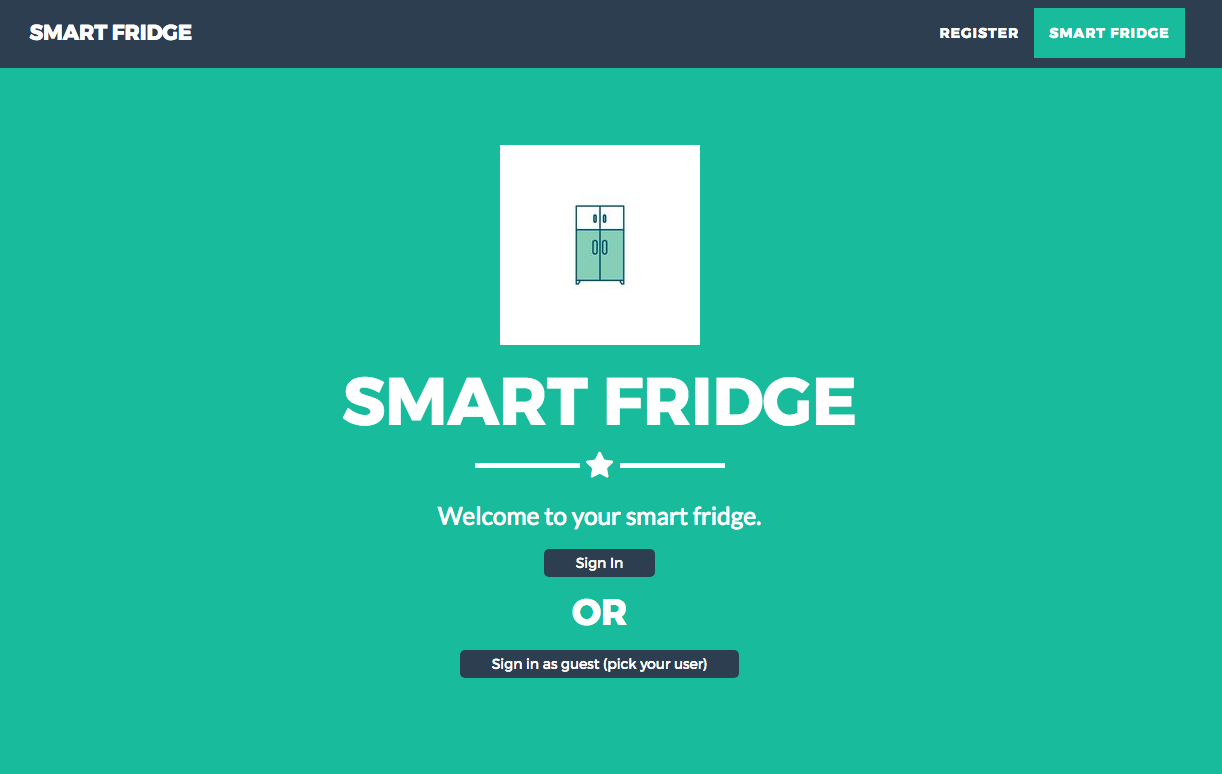 SMART FRIDGE
REGISTER
SMART FRIDGE
SMART FRIDGE
Welcome to your smart fridge.
Sign In
OR
Sign in as guest (pick your user)